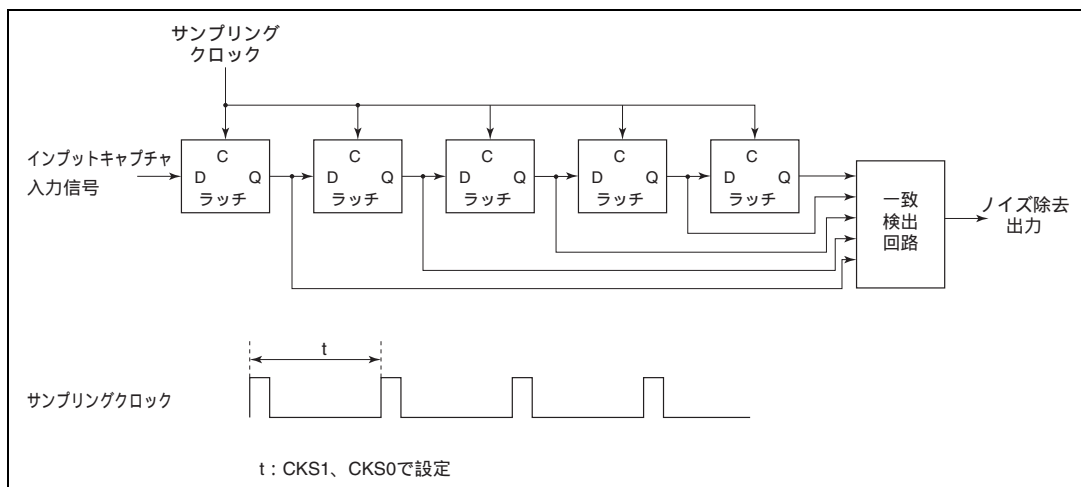 サンプリング
クロック
インプットキャプチャ
入力信号
C
D Q
ラッチ
C
D Q
ラッチ
C
D Q
ラッチ
C
D Q
ラッチ
C
D Q
ラッチ
一致
検出
回路
ノイズ除去
出力
t
サンプリングクロック
t：CKS1、CKS0で設定